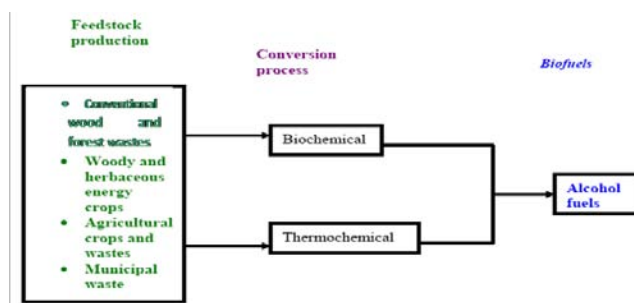 Feedstock
production
Conversion
process
Biofuels
• Conventional
wood and
forest wastes
• Woody and
herbaceous
energy
crops
• Agricultural
crops and
wastes
• Municipal
waste
Biochemical
Thermochemical
Alcohol
fuels